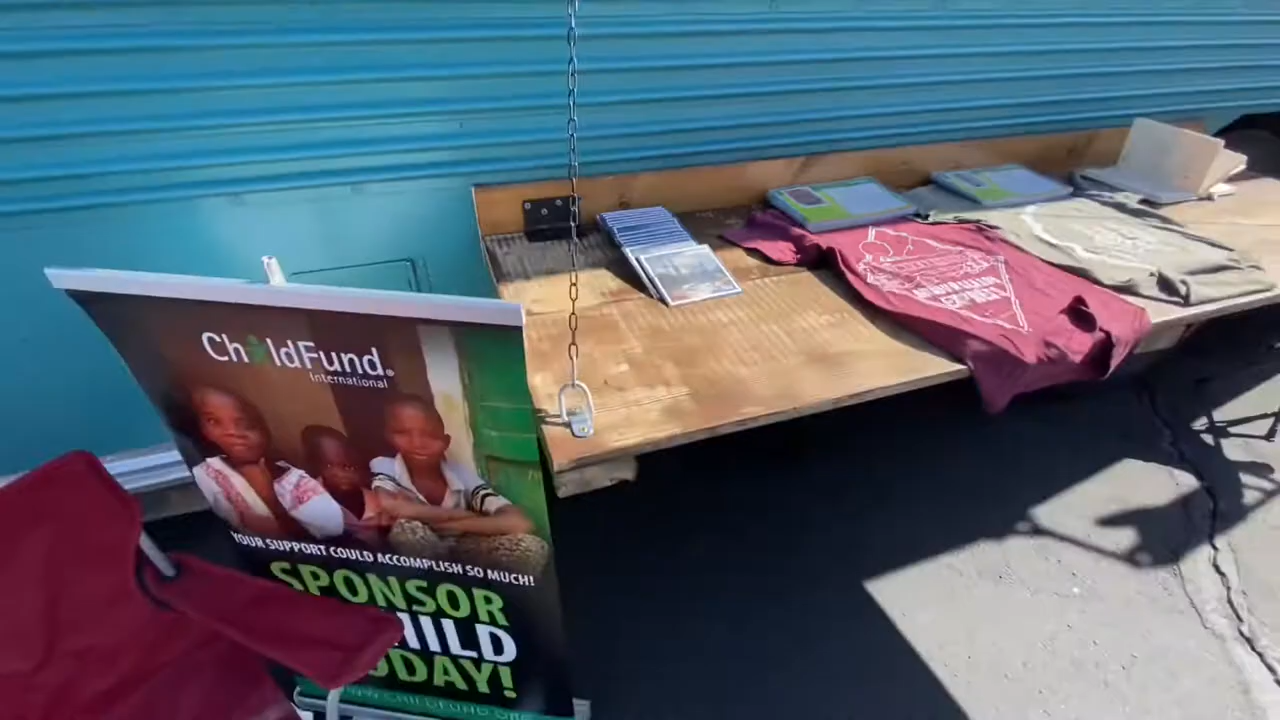 ChildFund®
International
YOUR SUPPORT COULD ACCOMPLISH SO MUCH!
SPONSOR
HILD
ODAY!